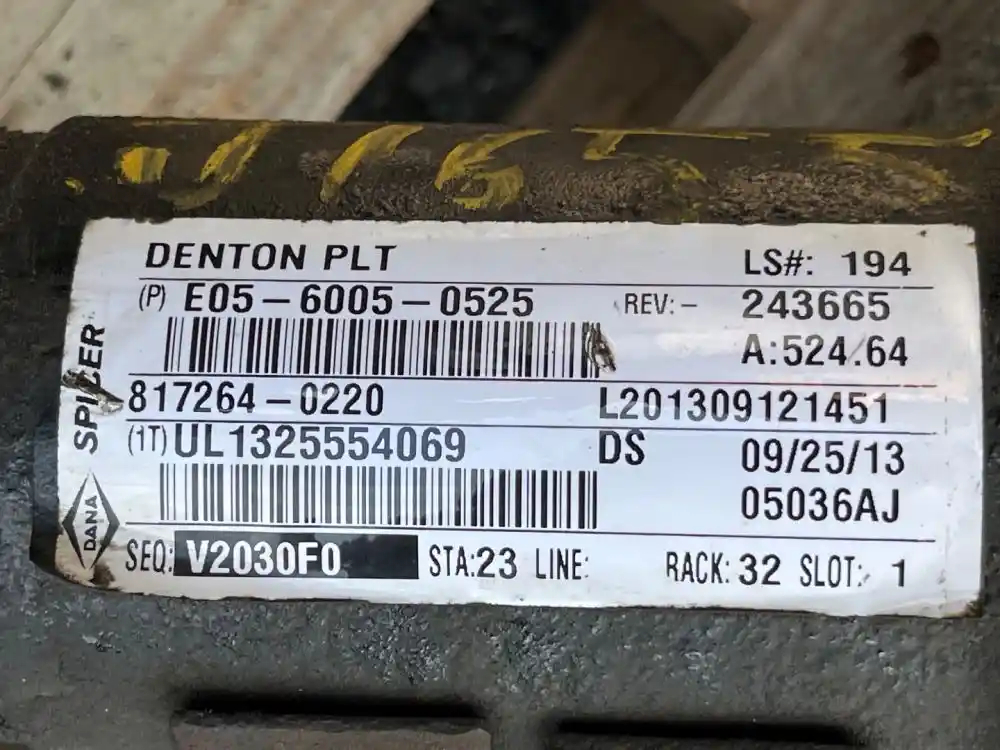 DENTON PLT LS#: 194
(P) E05-6005-0525 REV:- 243665
A:524.64
817264-0220 L201309121451
(1T) UL1325554069 DS 09/25/13
05036AJ
SEQ: V2030F0 STA:23 LINE: RACK: 32 SLOT: 1
SPICER
DANA